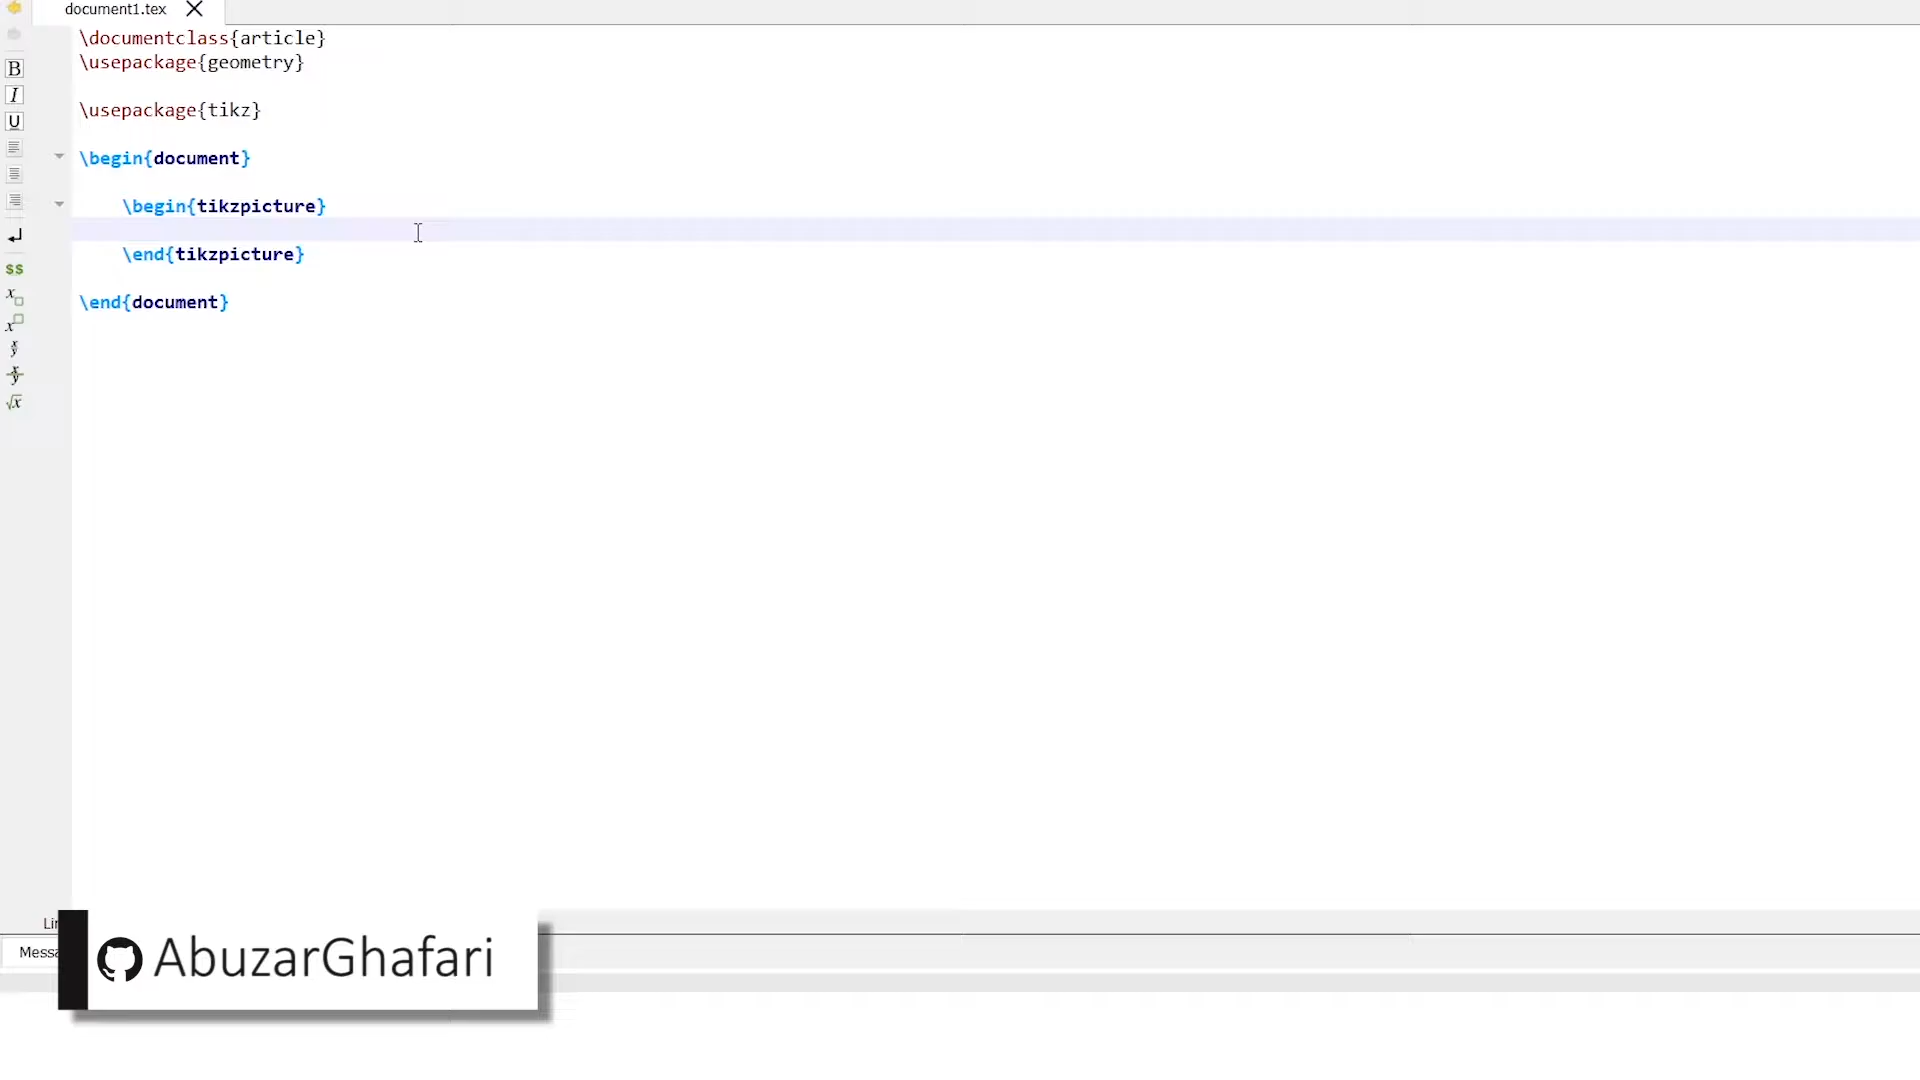 document1.tex
\documentclass{article}
\usepackage{geometry}
\usepackage{tikz}
\begin{document}
\begin{tikzpicture}
\end{tikzpicture}
\end{document}
B
I
U
$$
x
x
x
y
x
y
√x
AbuzarGhafari